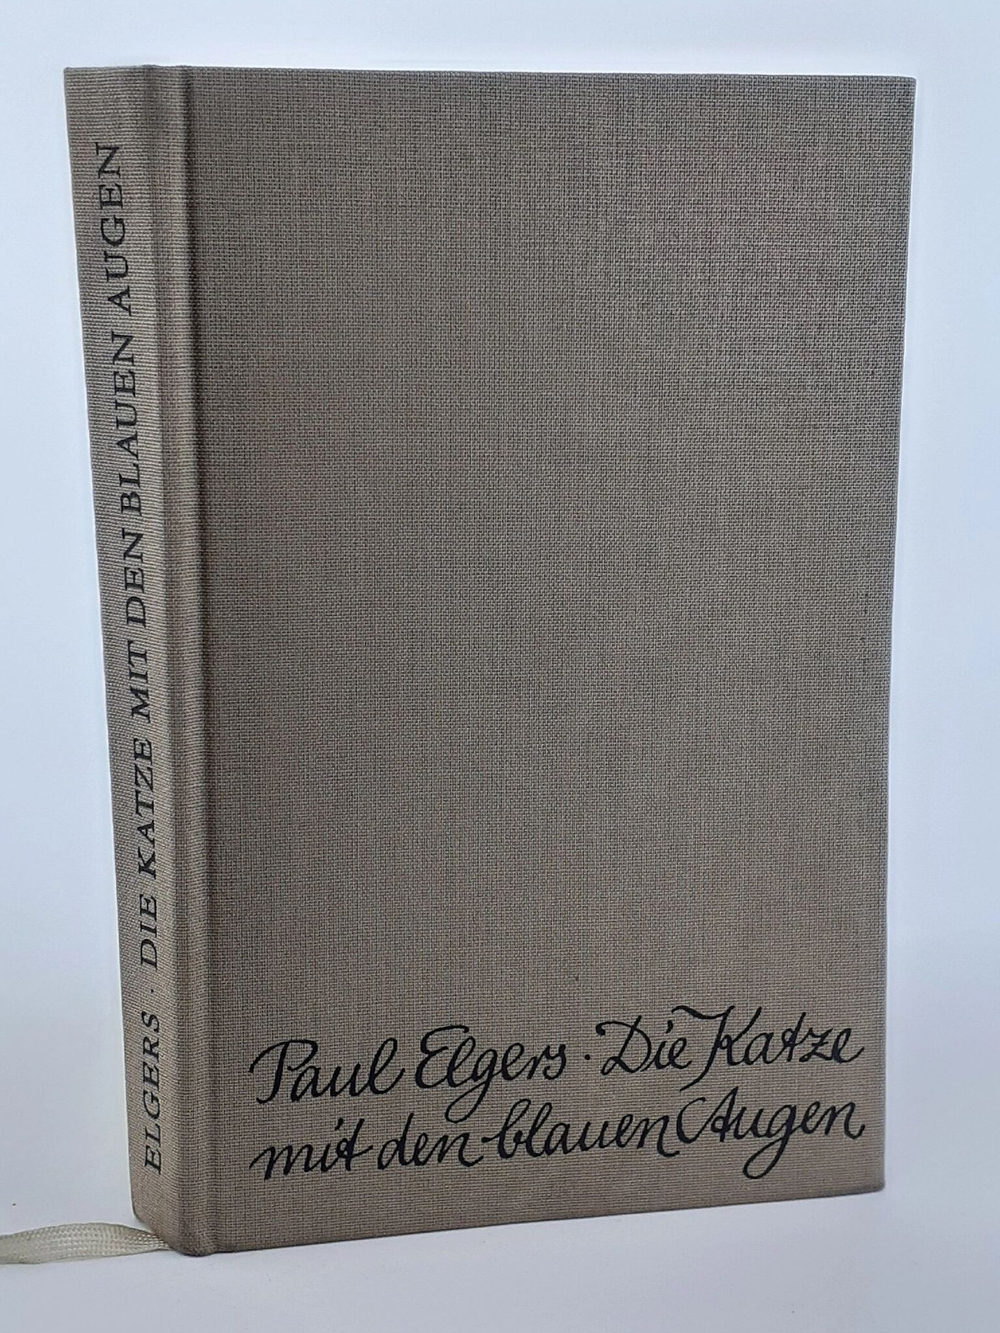 ELGERS · DIE KATZE MIT DEN BLAUEN AUGEN
Paul Elgers · Die Katze
mit den blauen Augen